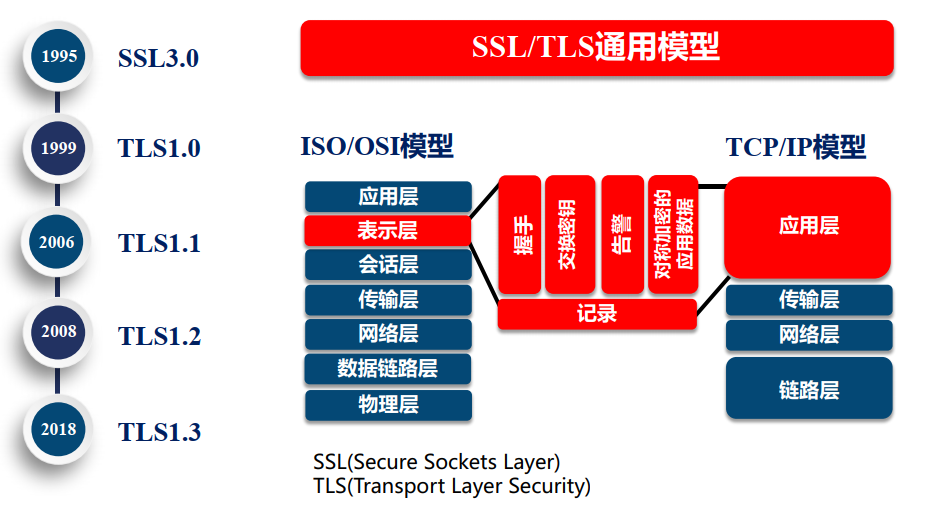 1995
SSL3.0
1999
TLS1.0
2006
TLS1.1
2008
TLS1.2
2018
TLS1.3
SSL/TLS通用模型
ISO/OSI模型
应用层
表示层
会话层
传输层
网络层
数据链路层
物理层
握手
交换密钥
告警
对称加密的
应用数据
记录
TCP/IP模型
应用层
传输层
网络层
链路层
SSL(Secure Sockets Layer)
TLS(Transport Layer Security)